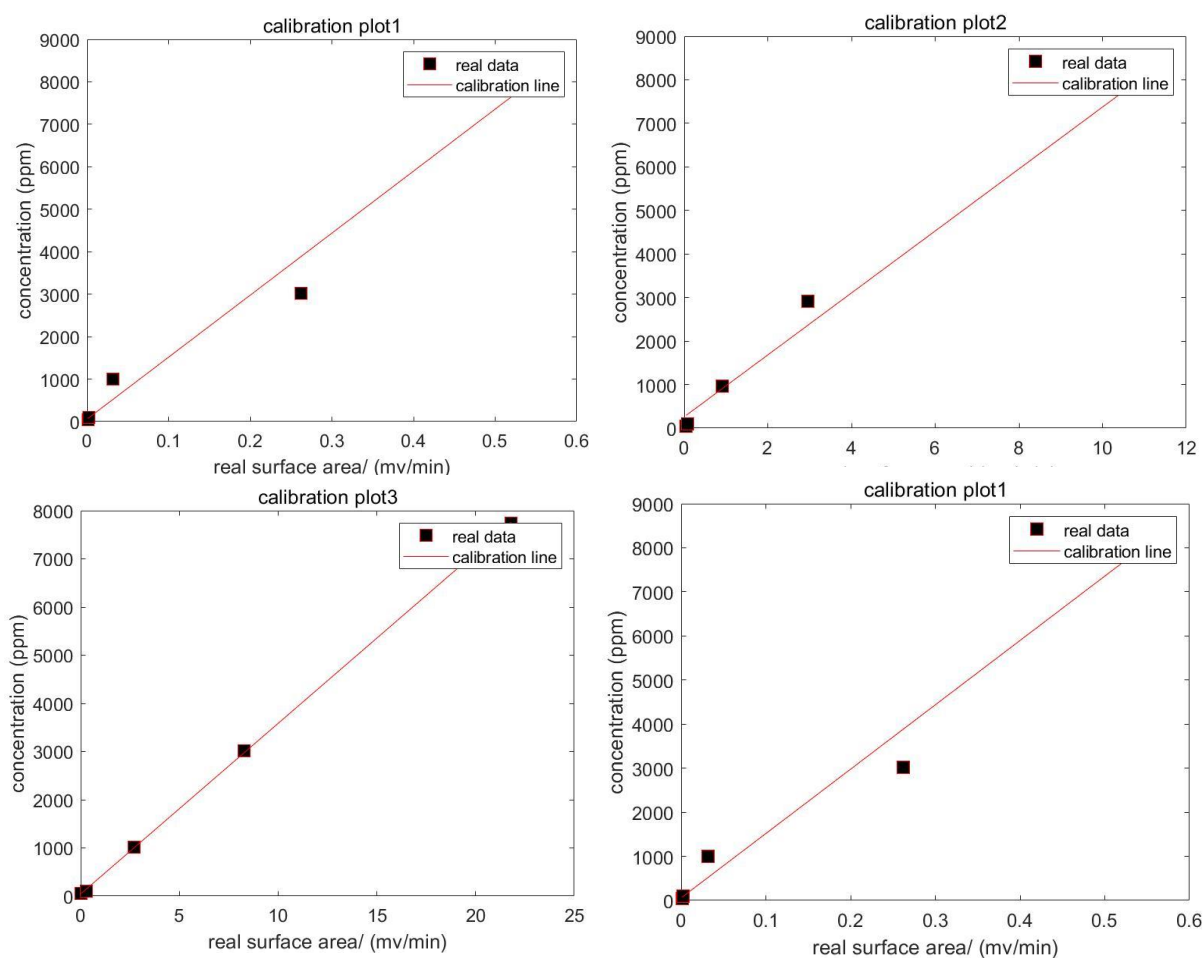 calibration plot1
9000
8000
7000
6000
5000
4000
3000
2000
1000
0
concentration (ppm)
real data
calibration line
0 0.1 0.2 0.3 0.4 0.5 0.6
real surface area/ (mv/min)
calibration plot2
9000
8000
7000
6000
5000
4000
3000
2000
1000
0
concentration (ppm)
real data
calibration line
0 2 4 6 8 10 12
calibration plot3
8000
7000
6000
5000
4000
3000
2000
1000
0
concentration (ppm)
real data
calibration line
0 5 10 15 20 25
real surface area/ (mv/min)
calibration plot1
9000
8000
7000
6000
5000
4000
3000
2000
1000
0
concentration (ppm)
real data
calibration line
0 0.1 0.2 0.3 0.4 0.5 0.6
real surface area/ (mv/min)